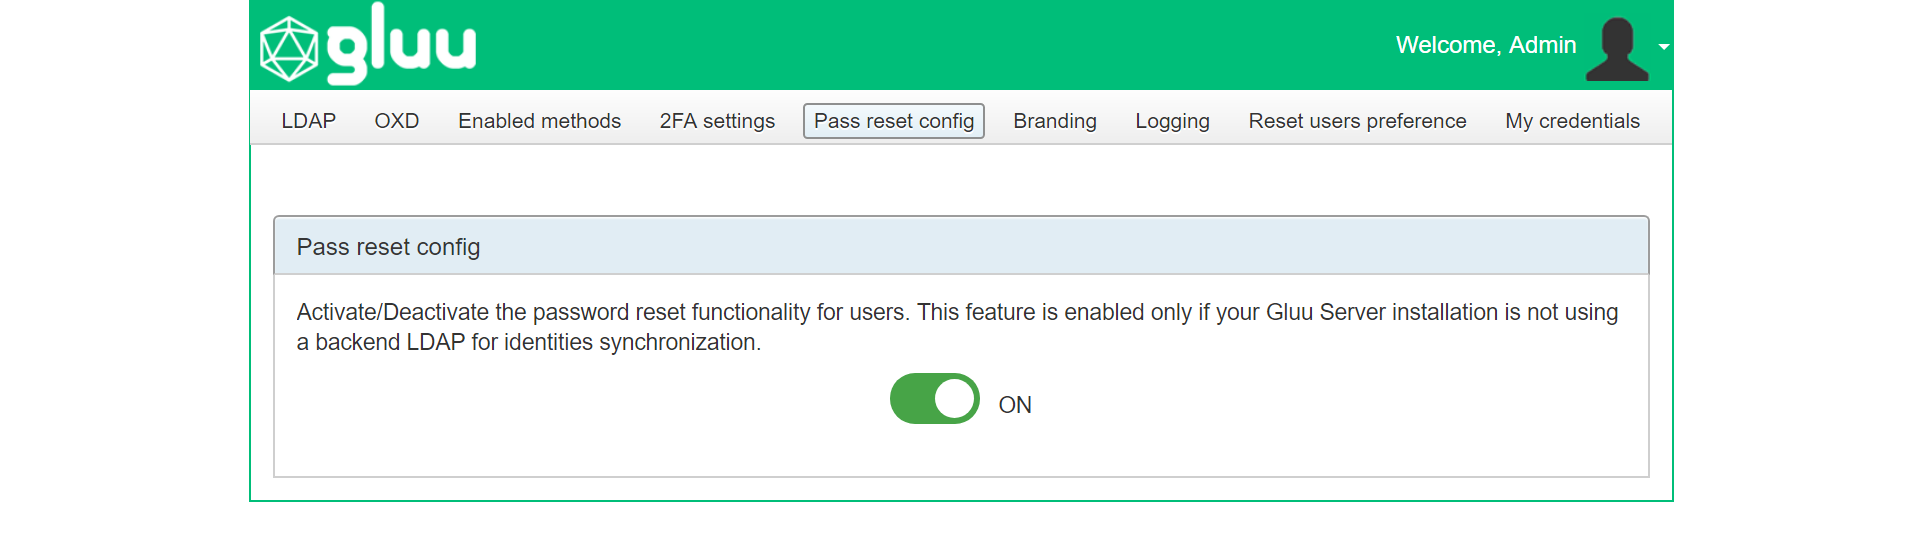 gluu
Welcome, Admin
LDAP OXD Enabled methods 2FA settings Pass reset config Branding Logging Reset users preference My credentials
Pass reset config
Activate/Deactivate the password reset functionality for users. This feature is enabled only if your Gluu Server installation is not using
a backend LDAP for identities synchronization.
ON